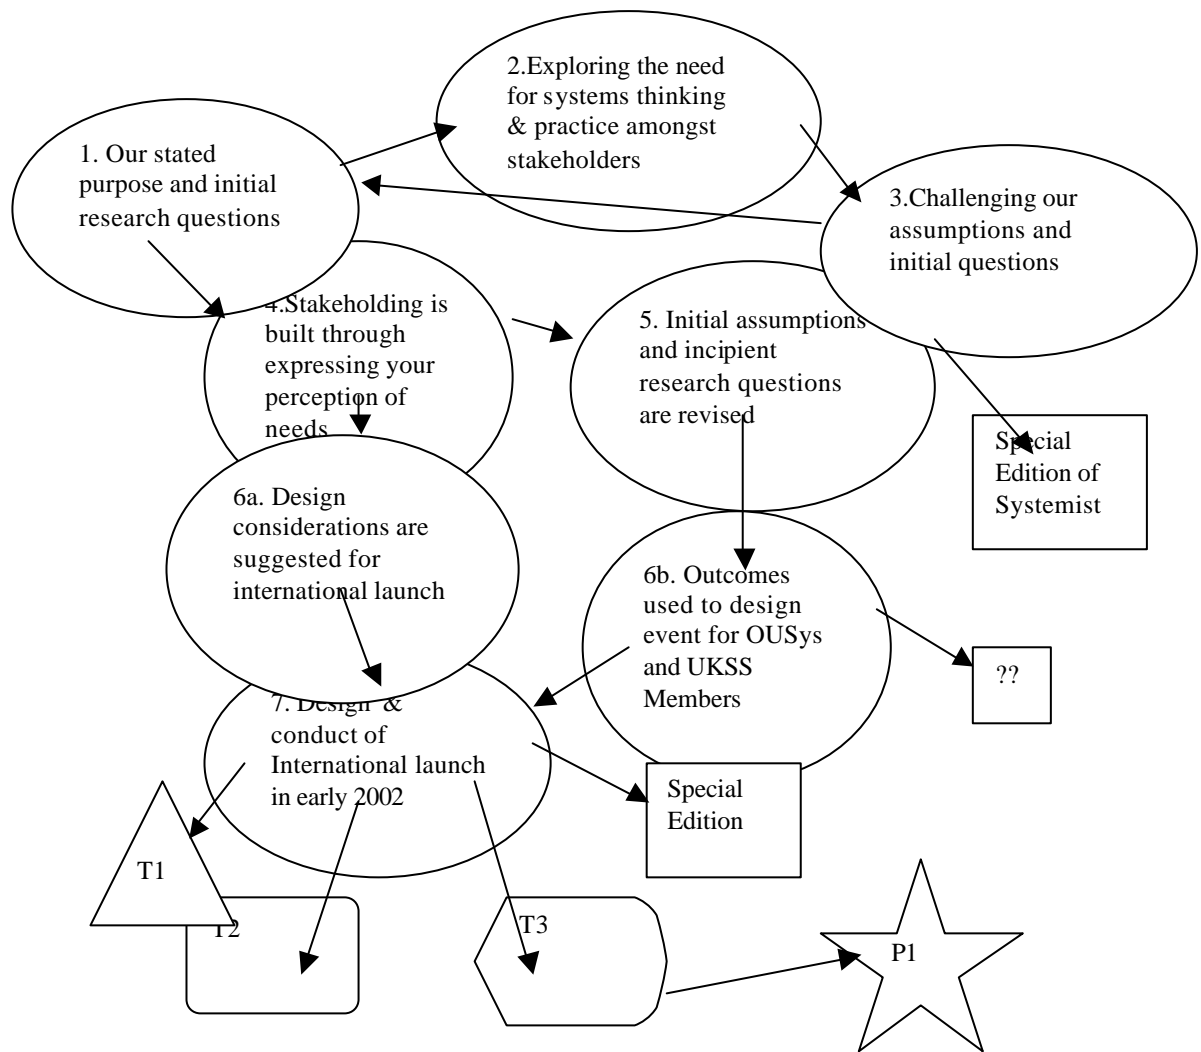 1. Our stated
purpose and initial
research questions
2.Exploring the need
for systems thinking
& practice amongst
stakeholders
3.Challenging our
assumptions and
initial questions
4.Stakeholding is
built through
expressing your
perception of
needs
5. Initial assumptions
and incipient
research questions
are revised
Special
Edition of
Systemist
6a. Design
considerations are
suggested for
international launch
6b. Outcomes
used to design
event for OUSys
and UKSS
Members
??
7. Design &
conduct of
International launch
in early 2002
Special
Edition
T1
T2
T3
P1